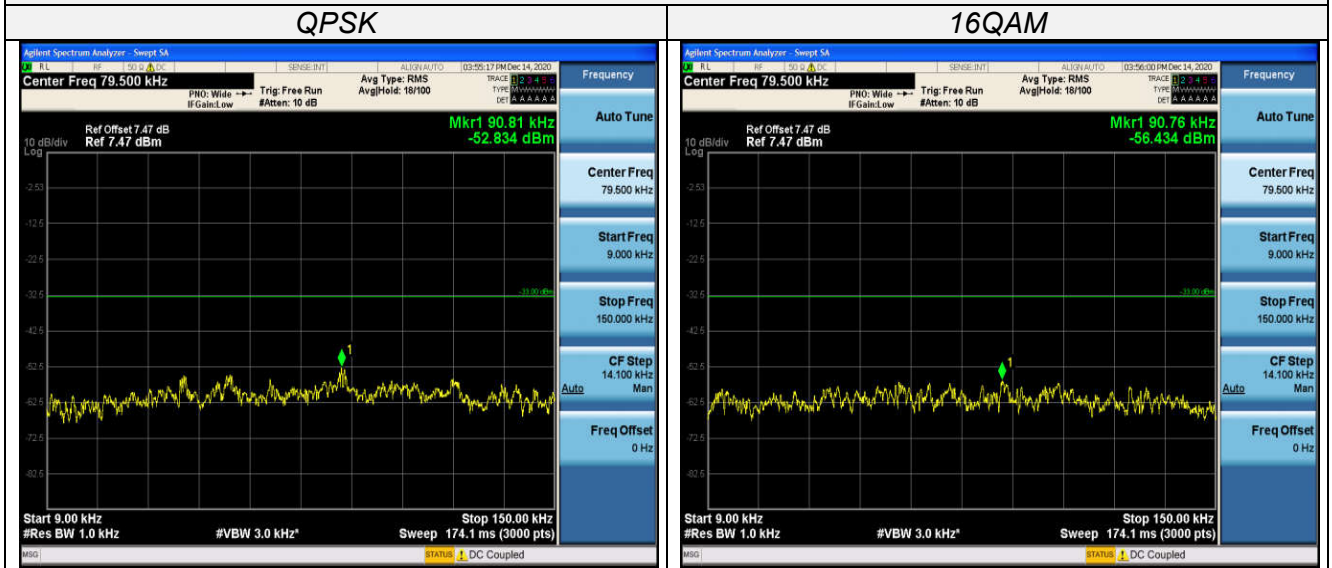 QPSK
16QAM
Agilent Spectrum Analyzer - Swept SA
RL RF 50 Ω DC SENSE:INT ALIGN AUTO 03:55:17 PM Dec 14, 2020
Center Freq 79.500 kHz
PNO: Wide
IFGain:Low
Trig: Free Run
#Atten: 10 dB
Avg Type: RMS
Avg|Hold: 18/100
TRACE 1 2 3 4 5 6
TYPE M
DET A A A A A A
Mkr1 90.81 kHz
-52.834 dBm
Ref Offset 7.47 dB
10 dB/div Ref 7.47 dBm
Log
-2.53
-12.5
-22.5
-32.5
-33.00 dBm
-42.5
-52.5
1
-62.5
-72.5
-82.5
Start 9.00 kHz Stop 150.00 kHz
#Res BW 1.0 kHz #VBW 3.0 kHz* Sweep 174.1 ms (3000 pts)
MSG STATUS DC Coupled
Frequency
Auto Tune
Center Freq
79.500 kHz
Start Freq
9.000 kHz
Stop Freq
150.000 kHz
CF Step
14.100 kHz
Auto Man
Freq Offset
0 Hz
Agilent Spectrum Analyzer - Swept SA
RL RF 50 Ω DC SENSE:INT ALIGN AUTO 03:56:00 PM Dec 14, 2020
Center Freq 79.500 kHz
PNO: Wide
IFGain:Low
Trig: Free Run
#Atten: 10 dB
Avg Type: RMS
Avg|Hold: 18/100
TRACE 1 2 3 4 5 6
TYPE M
DET A A A A A A
Mkr1 90.76 kHz
-56.434 dBm
Ref Offset 7.47 dB
10 dB/div Ref 7.47 dBm
Log
-2.53
-12.5
-22.5
-32.5
-33.00 dBm
-42.5
-52.5
1
-62.5
-72.5
-82.5
Start 9.00 kHz Stop 150.00 kHz
#Res BW 1.0 kHz #VBW 3.0 kHz* Sweep 174.1 ms (3000 pts)
MSG STATUS DC Coupled
Frequency
Auto Tune
Center Freq
79.500 kHz
Start Freq
9.000 kHz
Stop Freq
150.000 kHz
CF Step
14.100 kHz
Auto Man
Freq Offset
0 Hz